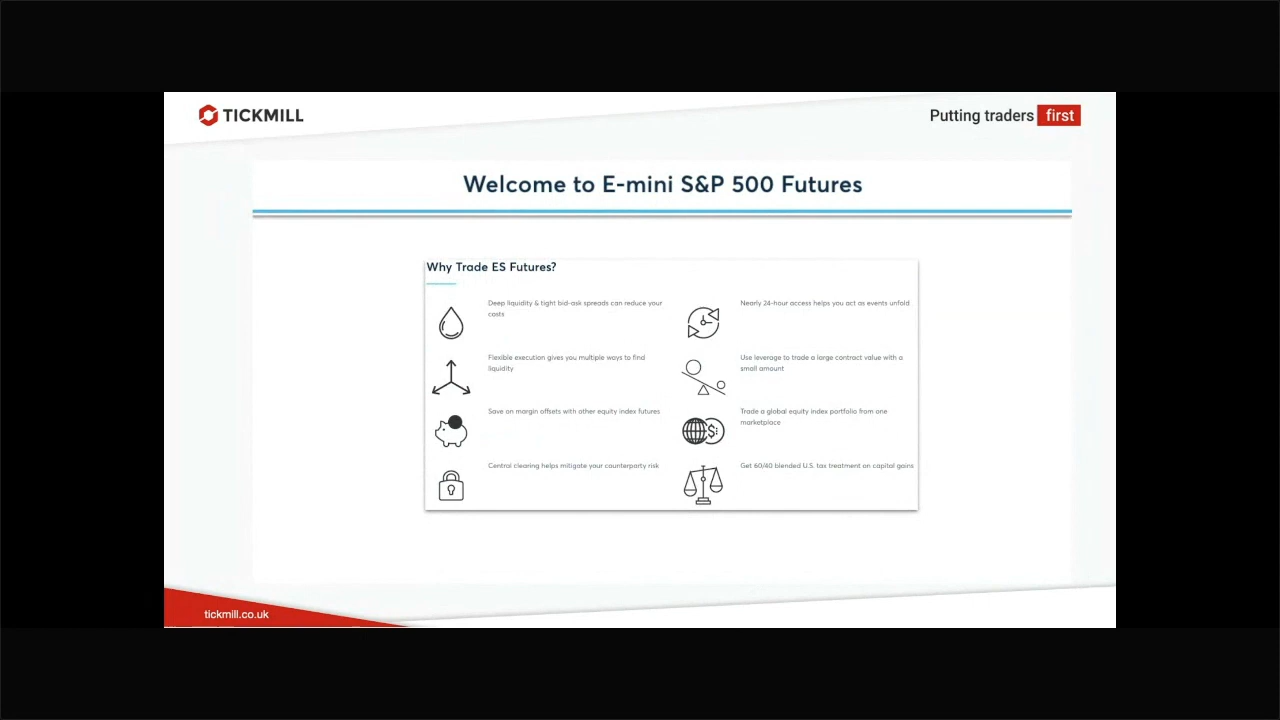 TICKMILL
Putting traders first
Welcome to E-mini S&P 500 Futures
Why Trade ES Futures?
Deep liquidity & tight bid-ask spreads can reduce your
costs
Nearly 24-hour access helps you act as events unfold
Flexible execution gives you multiple ways to find
liquidity
Use leverage to trade a large contract value with a
small amount
Save on margin offsets with other equity index futures
Trade a global equity index portfolio from one
marketplace
Central clearing helps mitigate your counterparty risk
Get 60/40 blended U.S. tax treatment on capital gains
tickmill.co.uk